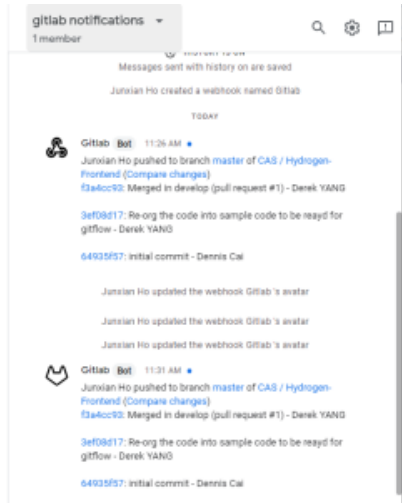 gitlab notifications
1 member
HISTORY IS ON
Messages sent with history on are saved
Junxian Ho created a webhook named Gitlab
TODAY
Gitlab Bot 11:26 AM
Junxian Ho pushed to branch master of CAS / Hydrogen-
Frontend (Compare changes)
f3a4cc93: Merged in develop (pull request #1) - Derek YANG
3ef08d17: Re-org the code into sample code to be reayd for
gitflow - Derek YANG
64935f57: initial commit - Dennis Cai
Junxian Ho updated the webhook Gitlab 's avatar
Junxian Ho updated the webhook Gitlab 's avatar
Junxian Ho updated the webhook Gitlab 's avatar
Gitlab Bot 11:31 AM
Junxian Ho pushed to branch master of CAS / Hydrogen-
Frontend (Compare changes)
f3a4cc93: Merged in develop (pull request #1) - Derek YANG
3ef08d17: Re-org the code into sample code to be reayd for
gitflow - Derek YANG
64935f57: initial commit - Dennis Cai